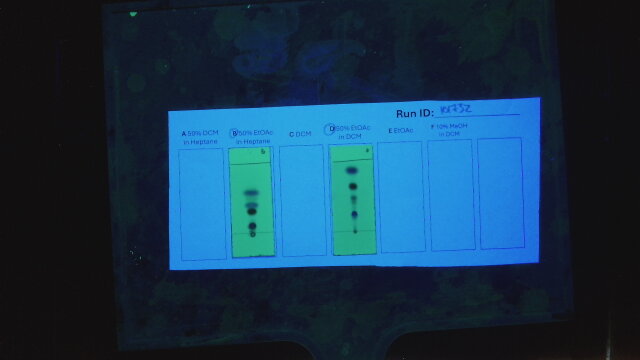 Run ID:
A 50% DCM
in Heptane
B 50% EtOAc
in Heptane
C DCM
D 50% EtOAc
in DCM
E EtOAc
F 10% MeOH
in DCM